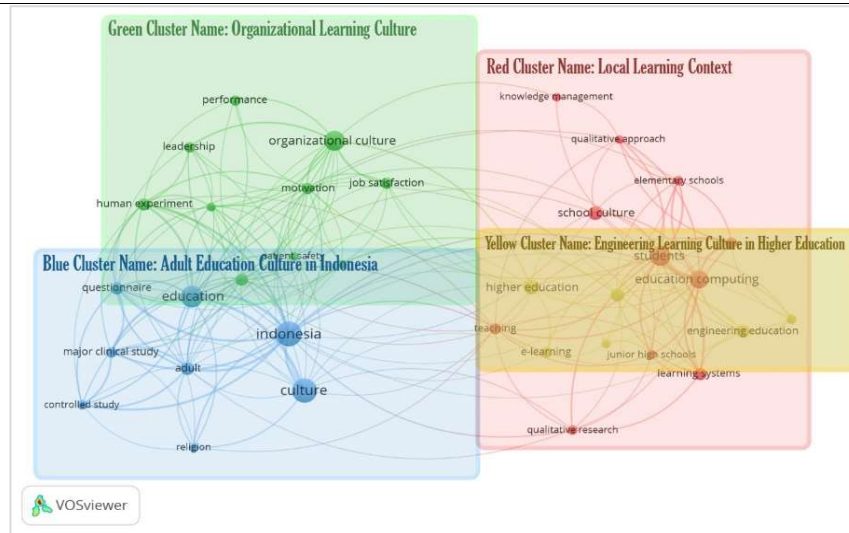 Green Cluster Name: Organizational Learning Culture
Red Cluster Name: Local Learning Context
performance
knowledge management
organizational culture
qualitative approach
leadership
motivation
job satisfaction
elementary schools
human experiment
school culture
Yellow Cluster Name: Engineering Learning Culture in Higher Education
patient safety
students
Blue Cluster Name: Adult Education Culture in Indonesia
education computing
questionnaire
education
higher education
indonesia
teaching
engineering education
major clinical study
e-learning
junior high schools
adult
learning systems
culture
controlled study
qualitative research
religion
VOSviewer